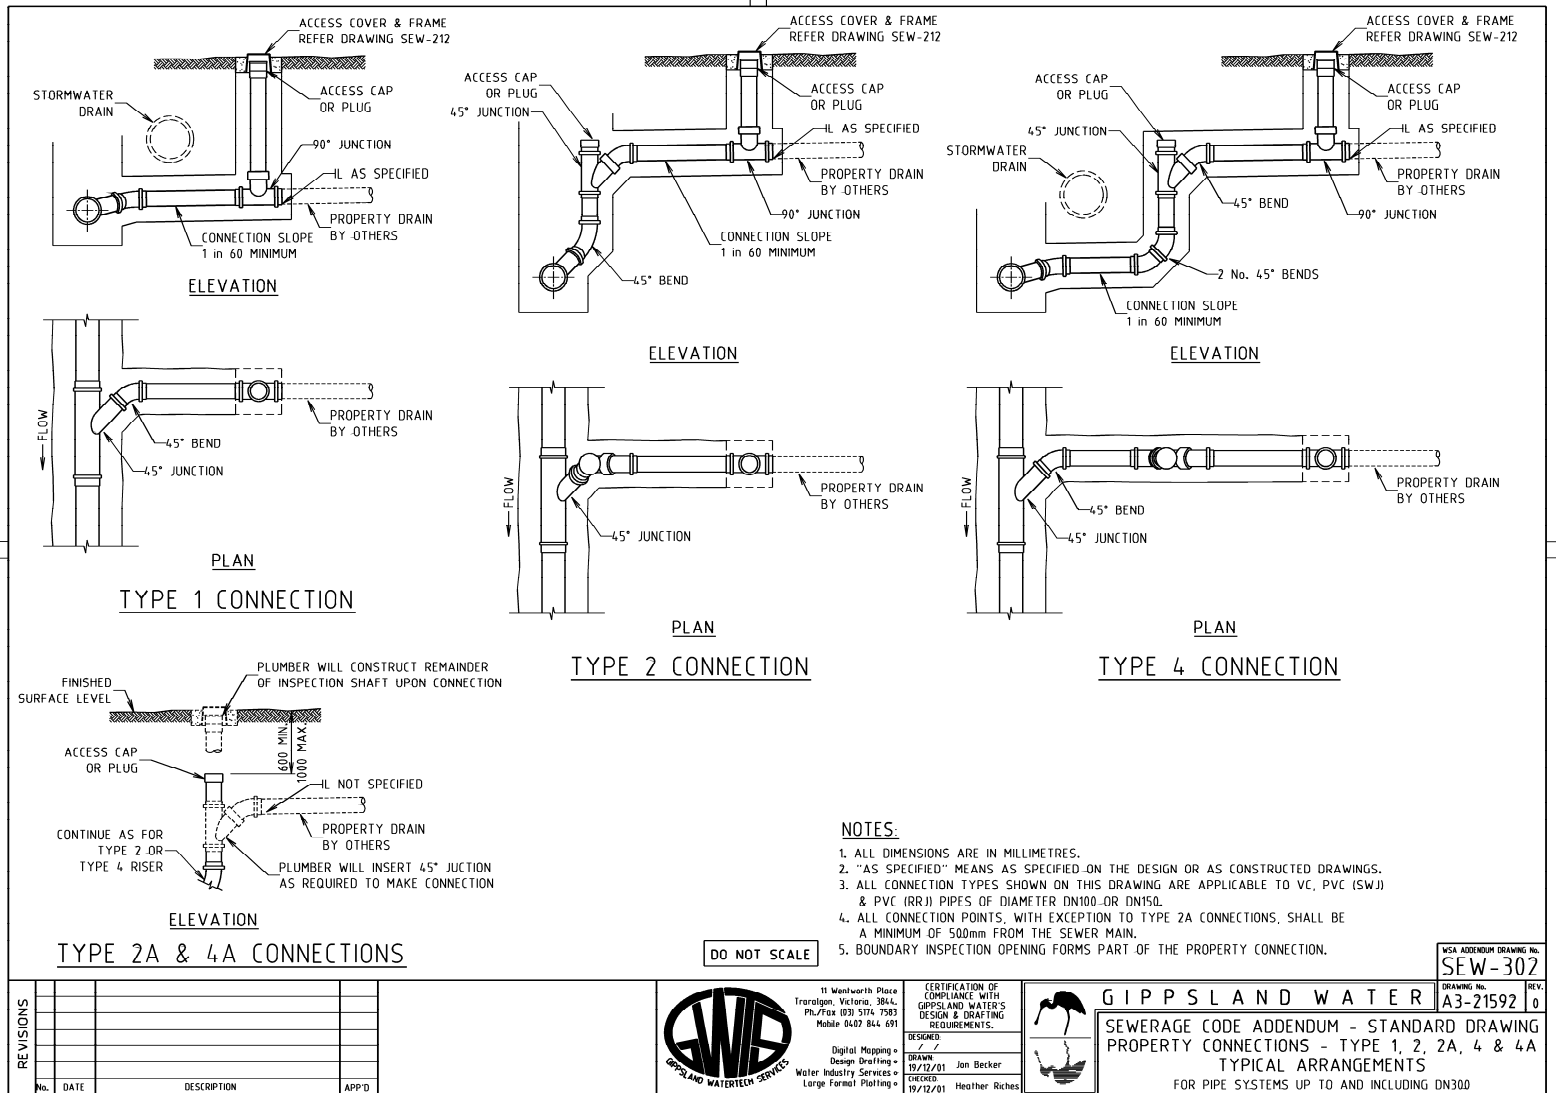 ACCESS COVER & FRAME
REFER DRAWING SEW-212
STORMWATER
DRAIN
ACCESS CAP
OR PLUG
90° JUNCTION
IL AS SPECIFIED
PROPERTY DRAIN
BY OTHERS
CONNECTION SLOPE
1 in 60 MINIMUM
ELEVATION
FLOW
PROPERTY DRAIN
BY OTHERS
45° BEND
45° JUNCTION
PLAN
TYPE 1 CONNECTION
ACCESS COVER & FRAME
REFER DRAWING SEW-212
ACCESS CAP
OR PLUG
45° JUNCTION
ACCESS CAP
OR PLUG
IL AS SPECIFIED
PROPERTY DRAIN
BY OTHERS
90° JUNCTION
CONNECTION SLOPE
1 in 60 MINIMUM
45° BEND
ELEVATION
FLOW
PROPERTY DRAIN
BY OTHERS
45° JUNCTION
PLAN
TYPE 2 CONNECTION
ACCESS COVER & FRAME
REFER DRAWING SEW-212
ACCESS CAP
OR PLUG
ACCESS CAP
OR PLUG
45° JUNCTION
IL AS SPECIFIED
STORMWATER
DRAIN
PROPERTY DRAIN
BY OTHERS
45° BEND
90° JUNCTION
2 No. 45° BENDS
CONNECTION SLOPE
1 in 60 MINIMUM
ELEVATION
FLOW
PROPERTY DRAIN
BY OTHERS
45° BEND
45° JUNCTION
PLAN
TYPE 4 CONNECTION
PLUMBER WILL CONSTRUCT REMAINDER
OF INSPECTION SHAFT UPON CONNECTION
FINISHED
SURFACE LEVEL
600 MIN.
1000 MAX.
ACCESS CAP
OR PLUG
IL NOT SPECIFIED
CONTINUE AS FOR
TYPE 2 OR
TYPE 4 RISER
PROPERTY DRAIN
BY OTHERS
PLUMBER WILL INSERT 45° JUCTION
AS REQUIRED TO MAKE CONNECTION
ELEVATION
TYPE 2A & 4A CONNECTIONS
NOTES:
1. ALL DIMENSIONS ARE IN MILLIMETRES.
2. "AS SPECIFIED" MEANS AS SPECIFIED ON THE DESIGN OR AS CONSTRUCTED DRAWINGS.
3. ALL CONNECTION TYPES SHOWN ON THIS DRAWING ARE APPLICABLE TO VC, PVC (SWJ)
& PVC (RRJ) PIPES OF DIAMETER DN100 OR DN150.
4. ALL CONNECTION POINTS, WITH EXCEPTION TO TYPE 2A CONNECTIONS, SHALL BE
A MINIMUM OF 500mm FROM THE SEWER MAIN.
5. BOUNDARY INSPECTION OPENING FORMS PART OF THE PROPERTY CONNECTION.
DO NOT SCALE
WSA ADDENDUM DRAWING No.
SEW-302
REVISIONS
No. DATE DESCRIPTION APP'D
GWTS
GIPPSLAND WATERTECH SERVICES
11 Wentworth Place
Traralgon, Victoria, 3844.
Ph./Fax (03) 5174 7583
Mobile 0402 844 691
Digital Mapping
Design Drafting
Water Industry Services
Large Format Plotting
CERTIFICATION OF
COMPLIANCE WITH
GIPPSLAND WATER'S
DESIGN & DRAFTING
REQUIREMENTS.
DESIGNED:
/ /
DRAWN:
19/12/01 Jon Becker
CHECKED:
19/12/01 Heather Riches
GIPPSLAND WATER
DRAWING No.
A3-21592
REV.
0
SEWERAGE CODE ADDENDUM - STANDARD DRAWING
PROPERTY CONNECTIONS - TYPE 1, 2, 2A, 4 & 4A
TYPICAL ARRANGEMENTS
FOR PIPE SYSTEMS UP TO AND INCLUDING DN300